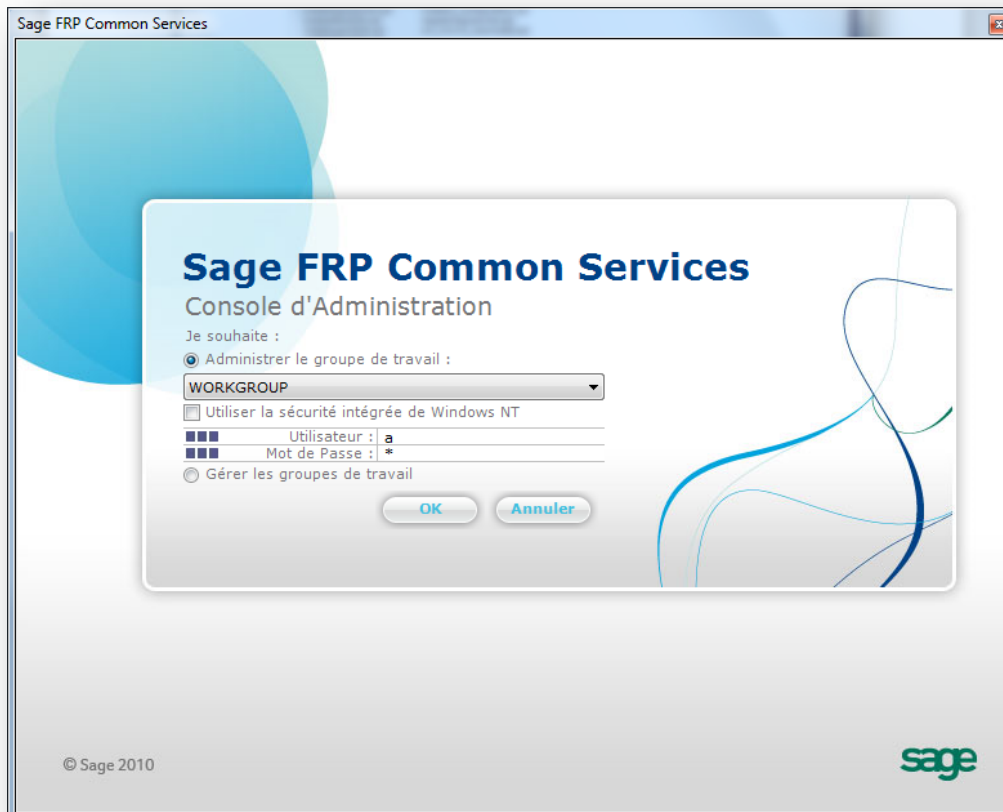 Sage FRP Common Services
Sage FRP Common Services
Console d'Administration
Je souhaite :
Administrer le groupe de travail :
WORKGROUP
Utiliser la sécurité intégrée de Windows NT
Utilisateur : a
Mot de Passe : *
Gérer les groupes de travail
OK Annuler
© Sage 2010
sage